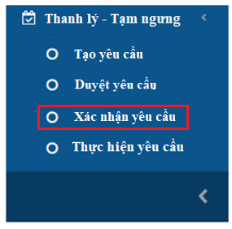 Thanh lý - Tạm ngưng
Tạo yêu cầu
Duyệt yêu cầu
Xác nhận yêu cầu
Thực hiện yêu cầu